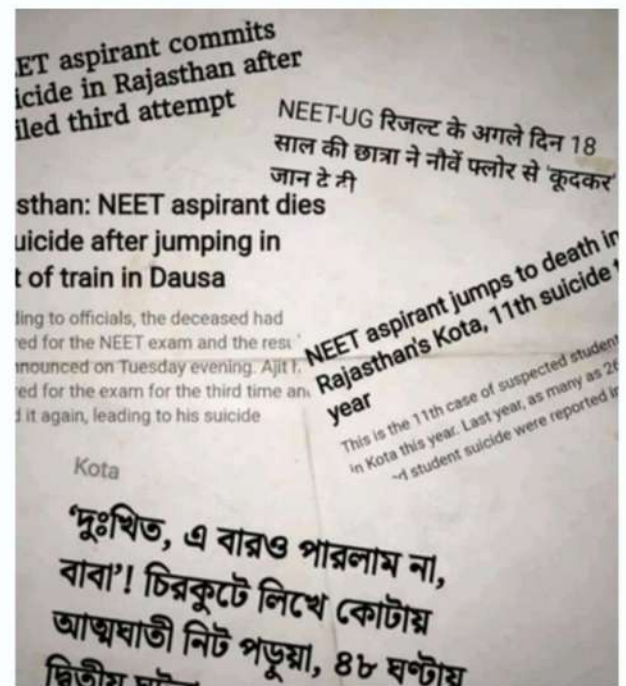 ET aspirant commits
icide in Rajasthan after
iled third attempt
NEET-UG रिजल्ट के अगले दिन 18
साल की छात्रा ने नौवें फ्लोर से 'कूदकर'
जान दे दी
sthan: NEET aspirant dies
uicide after jumping in
t of train in Dausa
ding to officials, the deceased had
ed for the NEET exam and the resu
nnounced on Tuesday evening. Ajit
ed for the exam for the third time an
d it again, leading to his suicide
NEET aspirant jumps to death in
Rajasthan's Kota, 11th suicide
year
This is the 11th case of suspected student
in Kota this year. Last year, as many as 26
student suicide were reported in
Kota
'দুঃখিত, এ বারও পারলাম না,
বাবা'! চিরকুটে লিখে কোটায়
আত্মঘাতী নিট পড়ুয়া, ৪৮ ঘণ্টায়
দ্বিতীয়